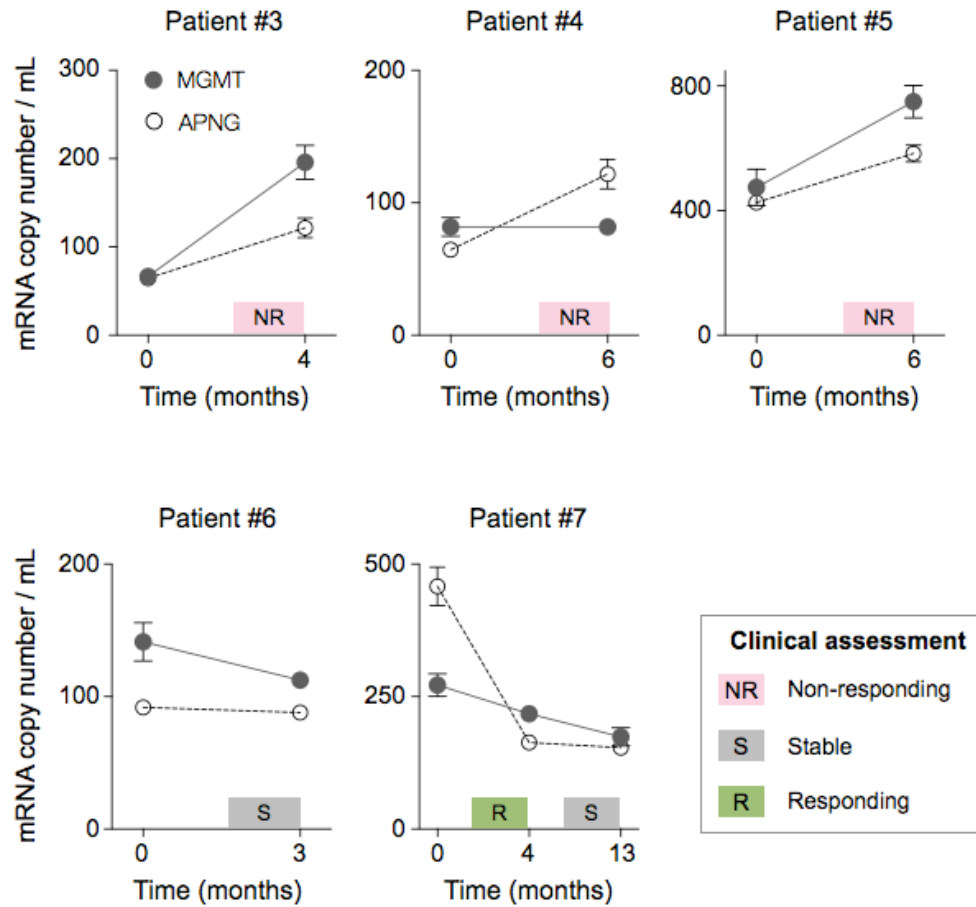 Patient #3
Patient #4
Patient #5
mRNA copy number / mL
300
200
100
0
MGMT
APNG
NR
0
4
Time (months)
200
100
0
NR
0
6
Time (months)
800
400
0
NR
0
6
Time (months)
Patient #6
Patient #7
mRNA copy number / mL
200
100
0
S
0
3
Time (months)
500
250
0
R
S
0
4
13
Time (months)
Clinical assessment
NR Non-responding
S Stable
R Responding